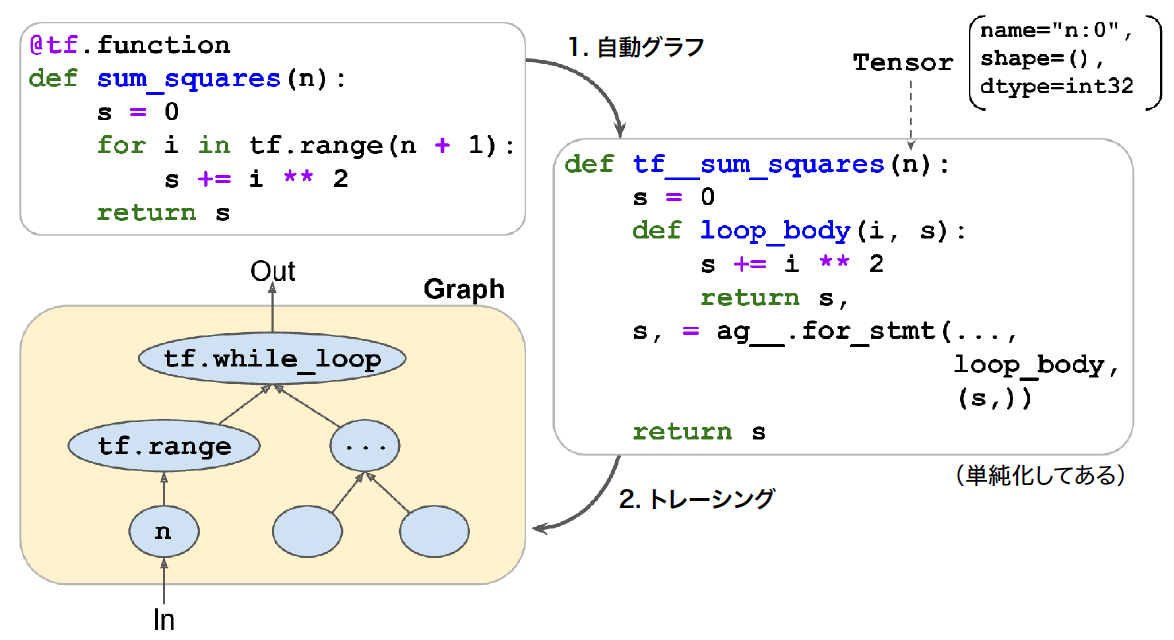 @tf.function
def sum_squares(n):
    s = 0
    for i in tf.range(n + 1):
        s += i ** 2
    return s
1. 自動グラフ
Tensor
name="n:0",
shape=(),
dtype=int32
def tf__sum_squares(n):
    s = 0
    def loop_body(i, s):
        s += i ** 2
        return s,
    s, = ag__.for_stmt(...,
                       loop_body,
                       (s,))
    return s
(単純化してある)
2. トレーシング
Graph
Out
tf.while_loop
tf.range
...
n
In